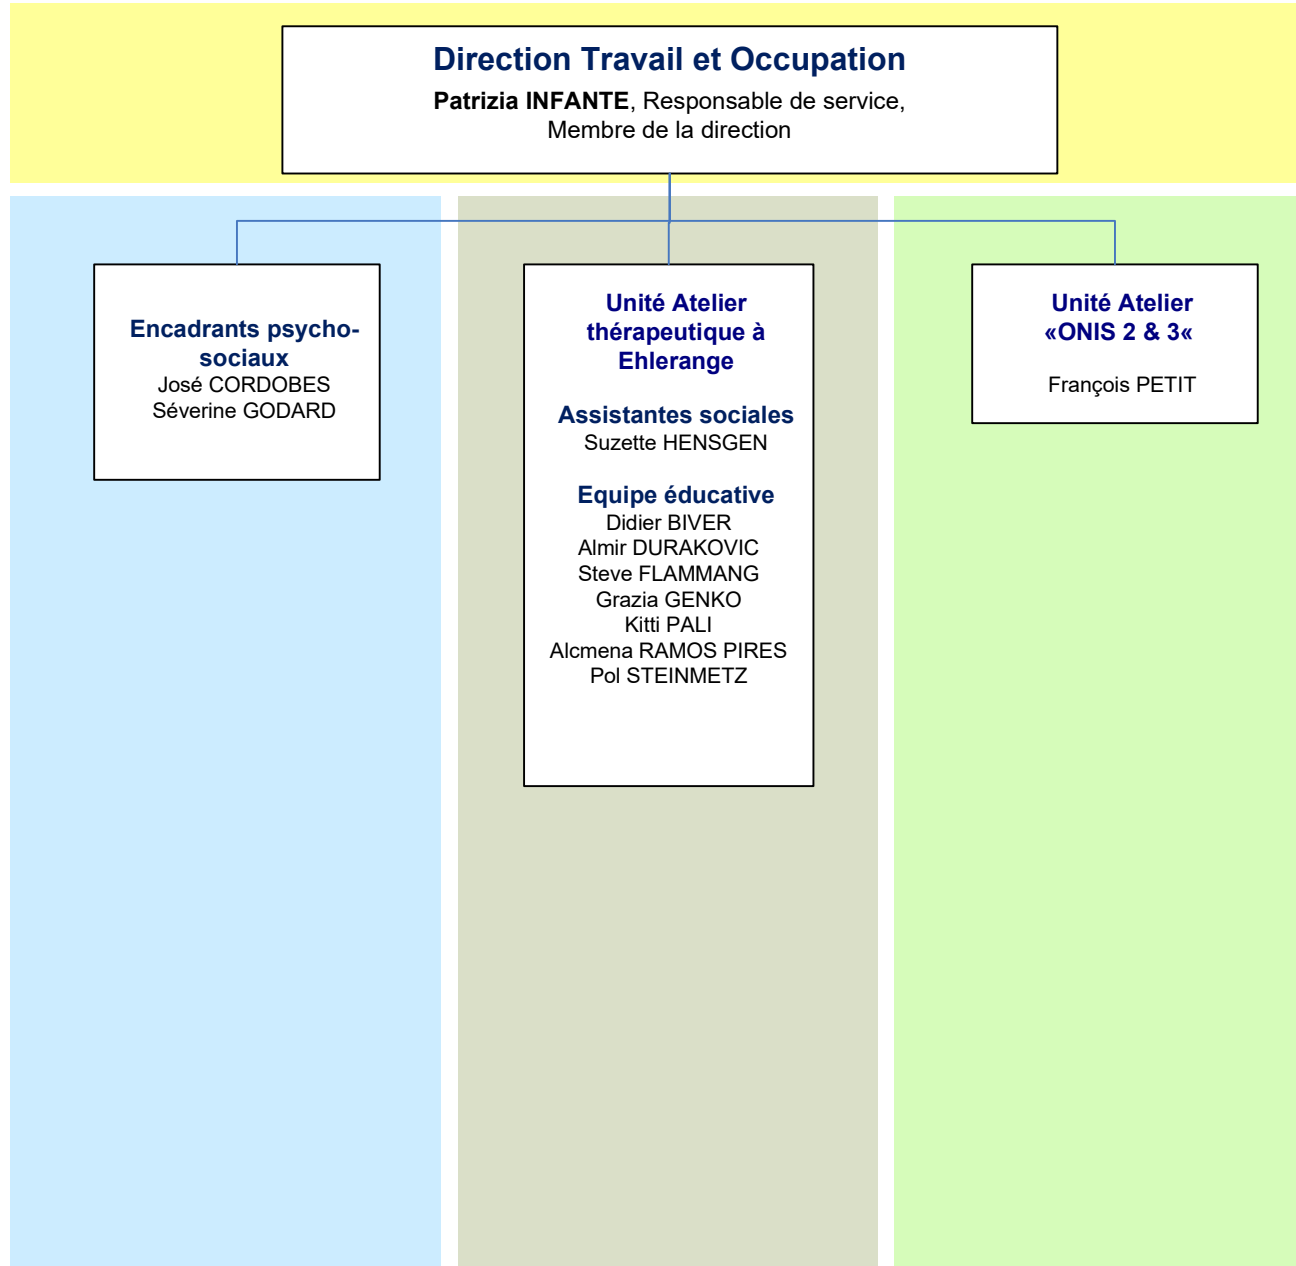 Direction Travail et Occupation
Patrizia INFANTE, Responsable de service,
Membre de la direction
Encadrants psycho-
sociaux
José CORDOBES
Séverine GODARD
Unité Atelier
thérapeutique à
Ehlerange
Assistantes sociales
Suzette HENSGEN
Equipe éducative
Didier BIVER
Almir DURAKOVIC
Steve FLAMMANG
Grazia GENKO
Kitti PALI
Alcmena RAMOS PIRES
Pol STEINMETZ
Unité Atelier
«ONIS 2 & 3«
François PETIT